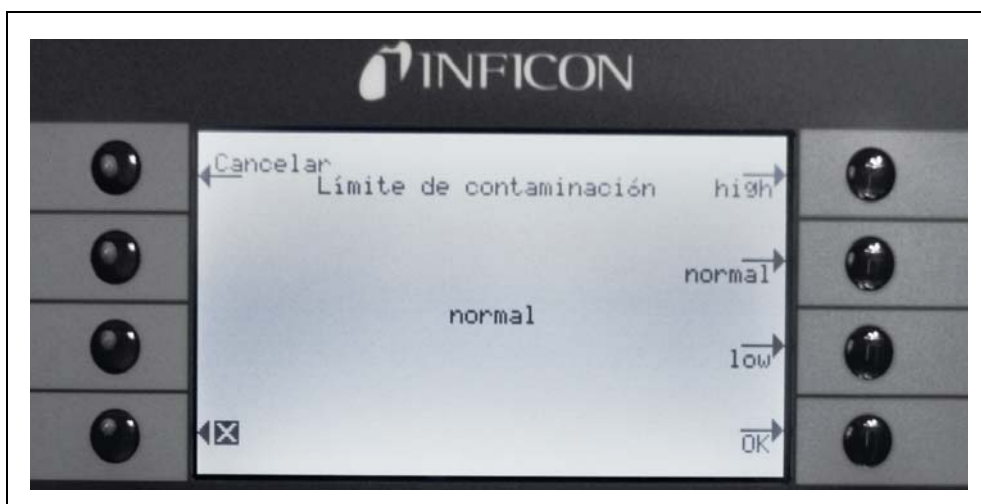 INFICON
Cancelar
Límite de contaminación
high
normal
normal
low
OK